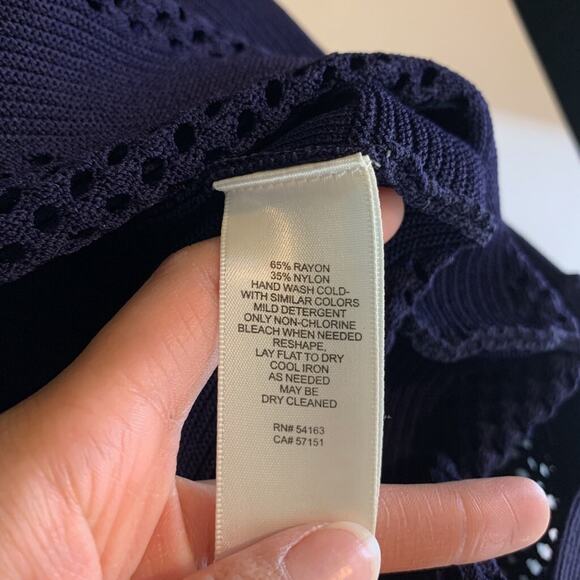 65% RAYON
35% NYLON
HAND WASH COLD-
WITH SIMILAR COLORS
MILD DETERGENT
ONLY NON-CHLORINE
BLEACH WHEN NEEDED
RESHAPE,
LAY FLAT TO DRY
COOL IRON
AS NEEDED
MAY BE
DRY CLEANED
RN# 54163
CA# 57151